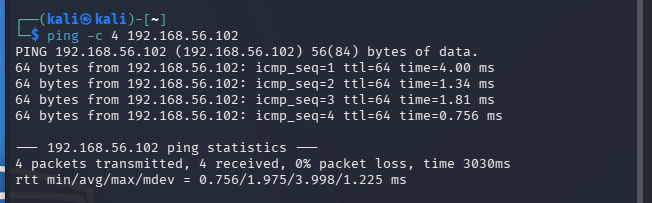 ┌──(kali㉿kali)-[~]
└─$ ping -c 4 192.168.56.102
PING 192.168.56.102 (192.168.56.102) 56(84) bytes of data.
64 bytes from 192.168.56.102: icmp_seq=1 ttl=64 time=4.00 ms
64 bytes from 192.168.56.102: icmp_seq=2 ttl=64 time=1.34 ms
64 bytes from 192.168.56.102: icmp_seq=3 ttl=64 time=1.81 ms
64 bytes from 192.168.56.102: icmp_seq=4 ttl=64 time=0.756 ms

--- 192.168.56.102 ping statistics ---
4 packets transmitted, 4 received, 0% packet loss, time 3030ms
rtt min/avg/max/mdev = 0.756/1.975/3.998/1.225 ms